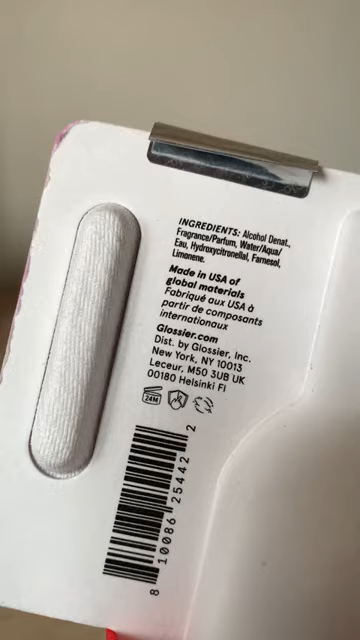 INGREDIENTS: Alcohol Denat.,
Fragrance/Parfum, Water/Aqua/
Eau, Hydroxycitronellal, Farnesol,
Limonene.
Made in USA of
global materials
Fabriqué aux USA à
partir de composants
internationaux
Glossier.com
Dist. by Glossier, Inc.
New York, NY 10013
Leceur, M50 3UB UK
00180 Helsinki FI
24M
8 10086 25442 2